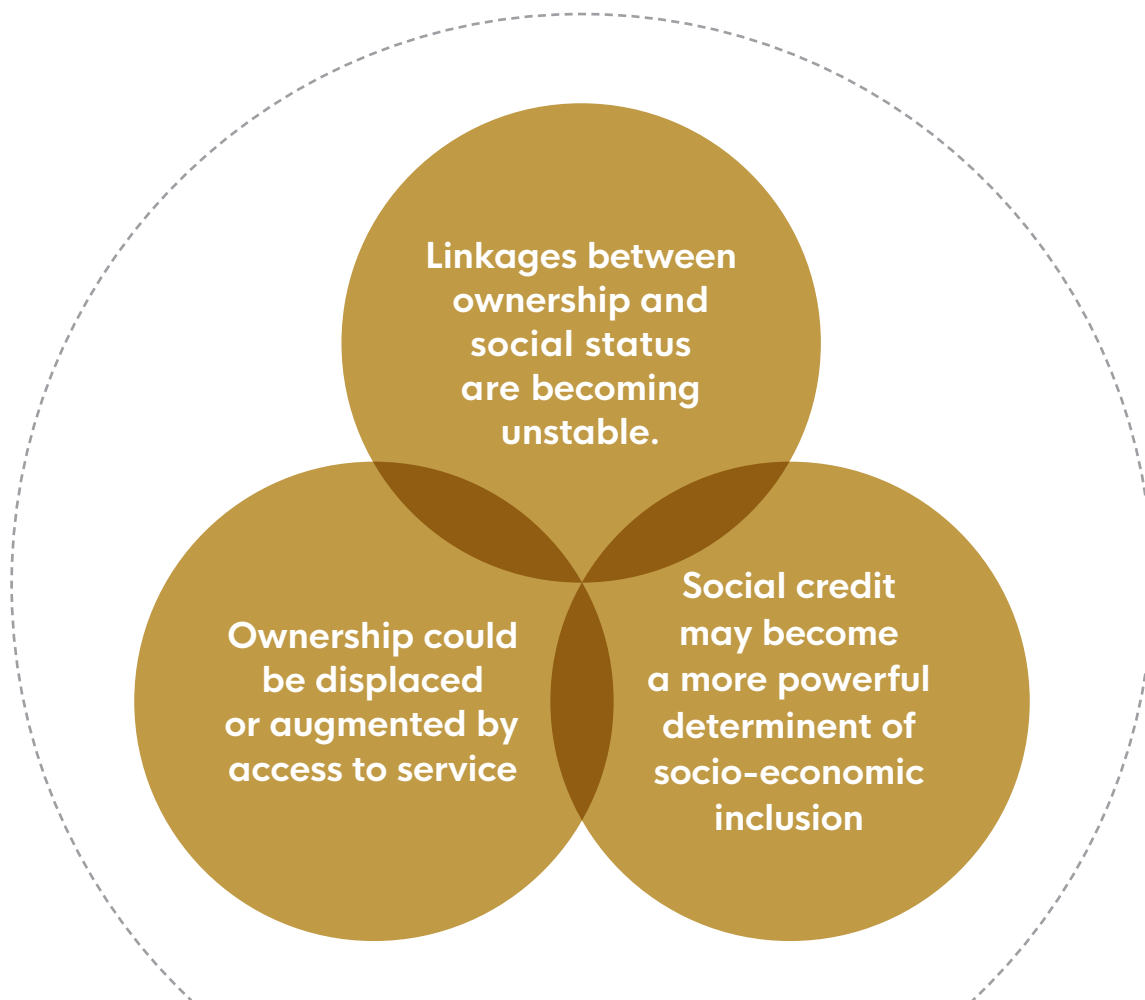 Linkages between
ownership and
social status
are becoming
unstable.
Ownership could
be displaced
or augmented by
access to service
Social credit
may become
a more powerful
determinent of
socio-economic
inclusion